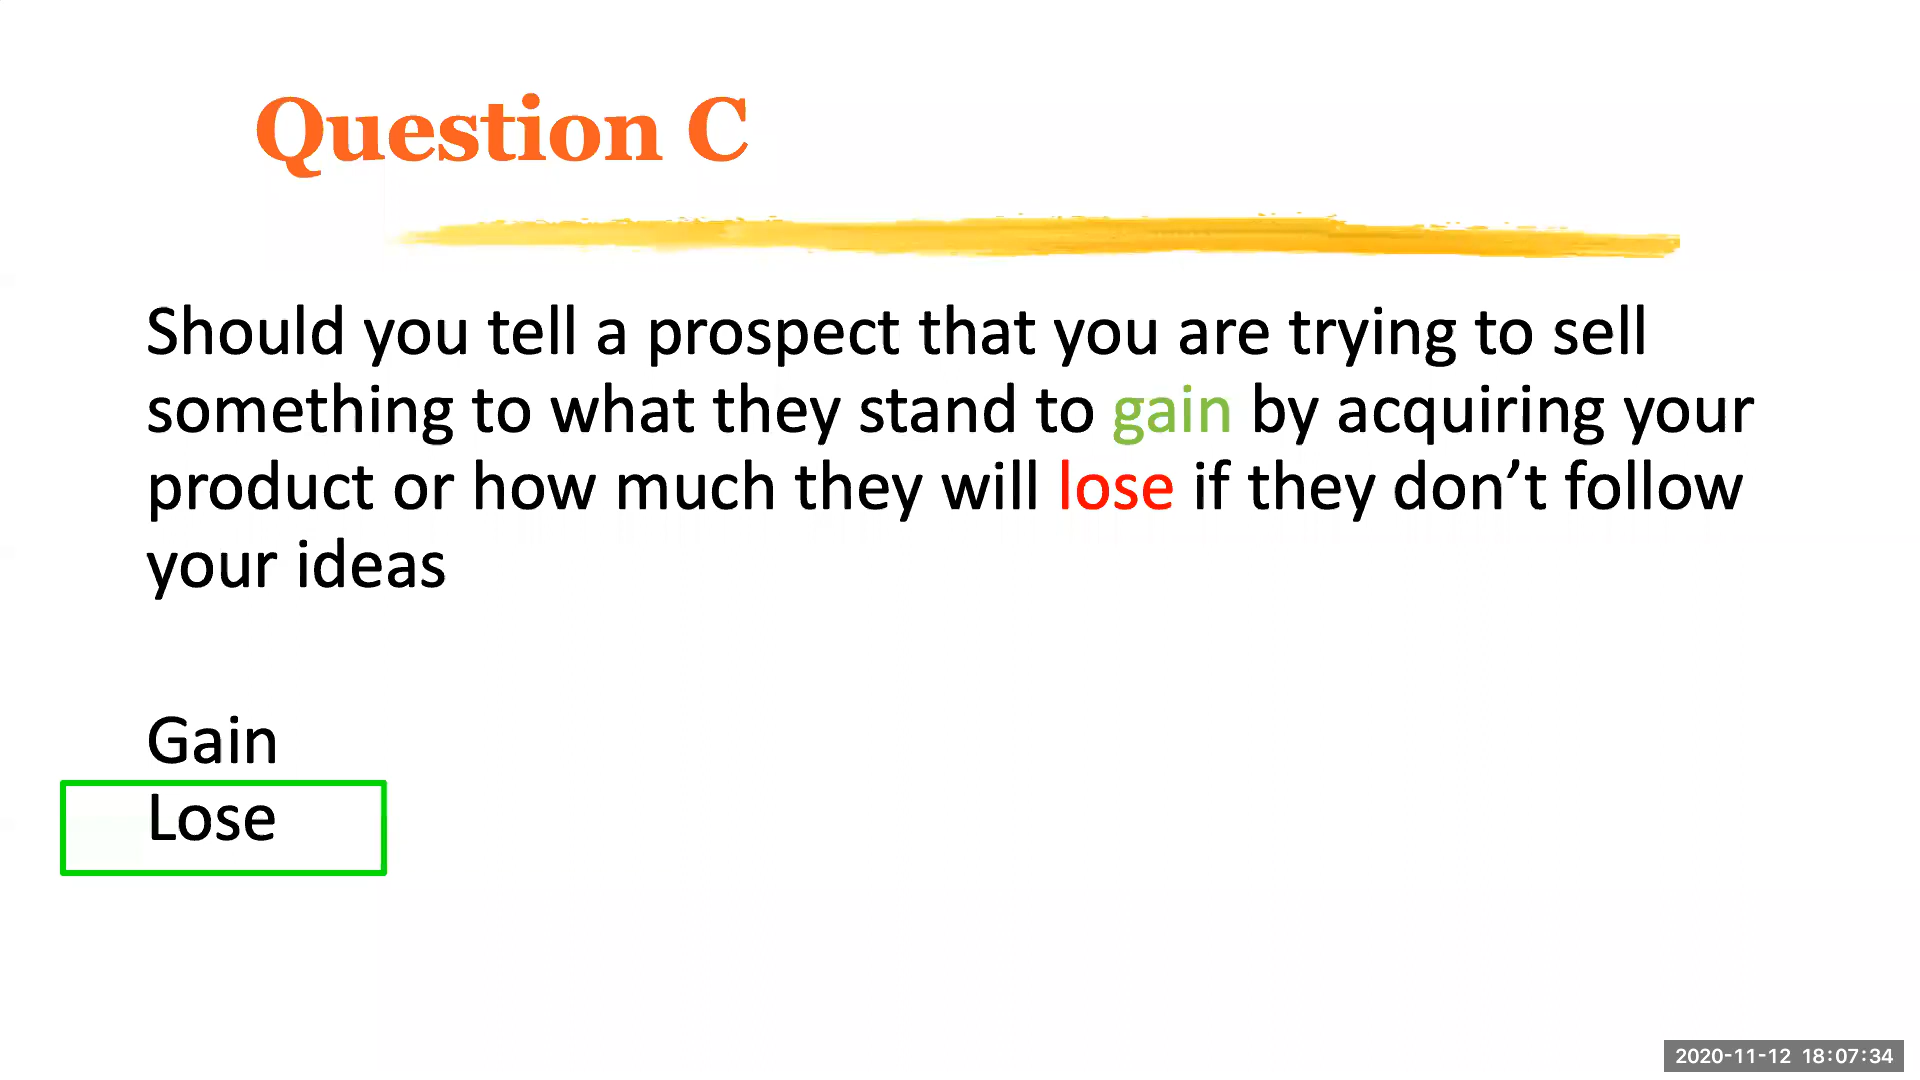 Question C
Should you tell a prospect that you are trying to sell
something to what they stand to gain by acquiring your
product or how much they will lose if they don’t follow
your ideas
Gain
Lose
2020-11-12 18:07:34